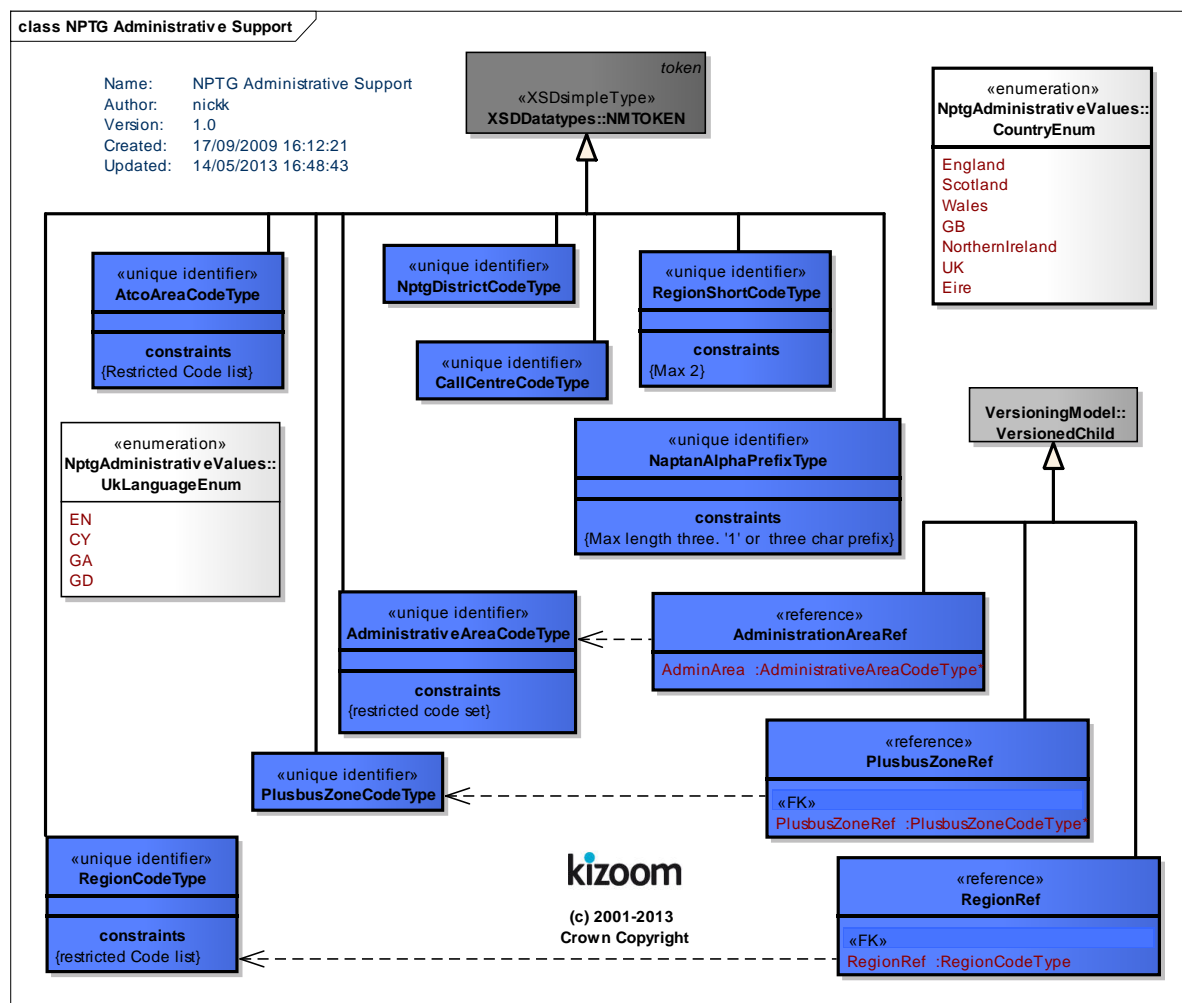 class NPTG Administrative Support
Name: NPTG Administrative Support
Author: nickk
Version: 1.0
Created: 17/09/2009 16:12:21
Updated: 14/05/2013 16:48:43
token
«XSDsimpleType»
XSDDatatypes::NMTOKEN
«enumeration»
NptgAdministrativeValues::
CountryEnum
England
Scotland
Wales
GB
NorthernIreland
UK
Eire
«unique identifier»
AtcoAreaCodeType
constraints
{Restricted Code list}
«unique identifier»
NptgDistrictCodeType
«unique identifier»
RegionShortCodeType
constraints
{Max 2}
«unique identifier»
CallCentreCodeType
VersioningModel::
VersionedChild
«enumeration»
NptgAdministrativeValues::
UkLanguageEnum
EN
CY
GA
GD
«unique identifier»
NaptanAlphaPrefixType
constraints
{Max length three. '1' or three char prefix}
«unique identifier»
AdministrativeAreaCodeType
constraints
{restricted code set}
«reference»
AdministrationAreaRef
AdminArea :AdministrativeAreaCodeType*
«unique identifier»
PlusbusZoneCodeType
«reference»
PlusbusZoneRef
«FK»
PlusbusZoneRef :PlusbusZoneCodeType*
«unique identifier»
RegionCodeType
constraints
{restricted Code list}
kizoom
(c) 2001-2013
Crown Copyright
«reference»
RegionRef
«FK»
RegionRef :RegionCodeType